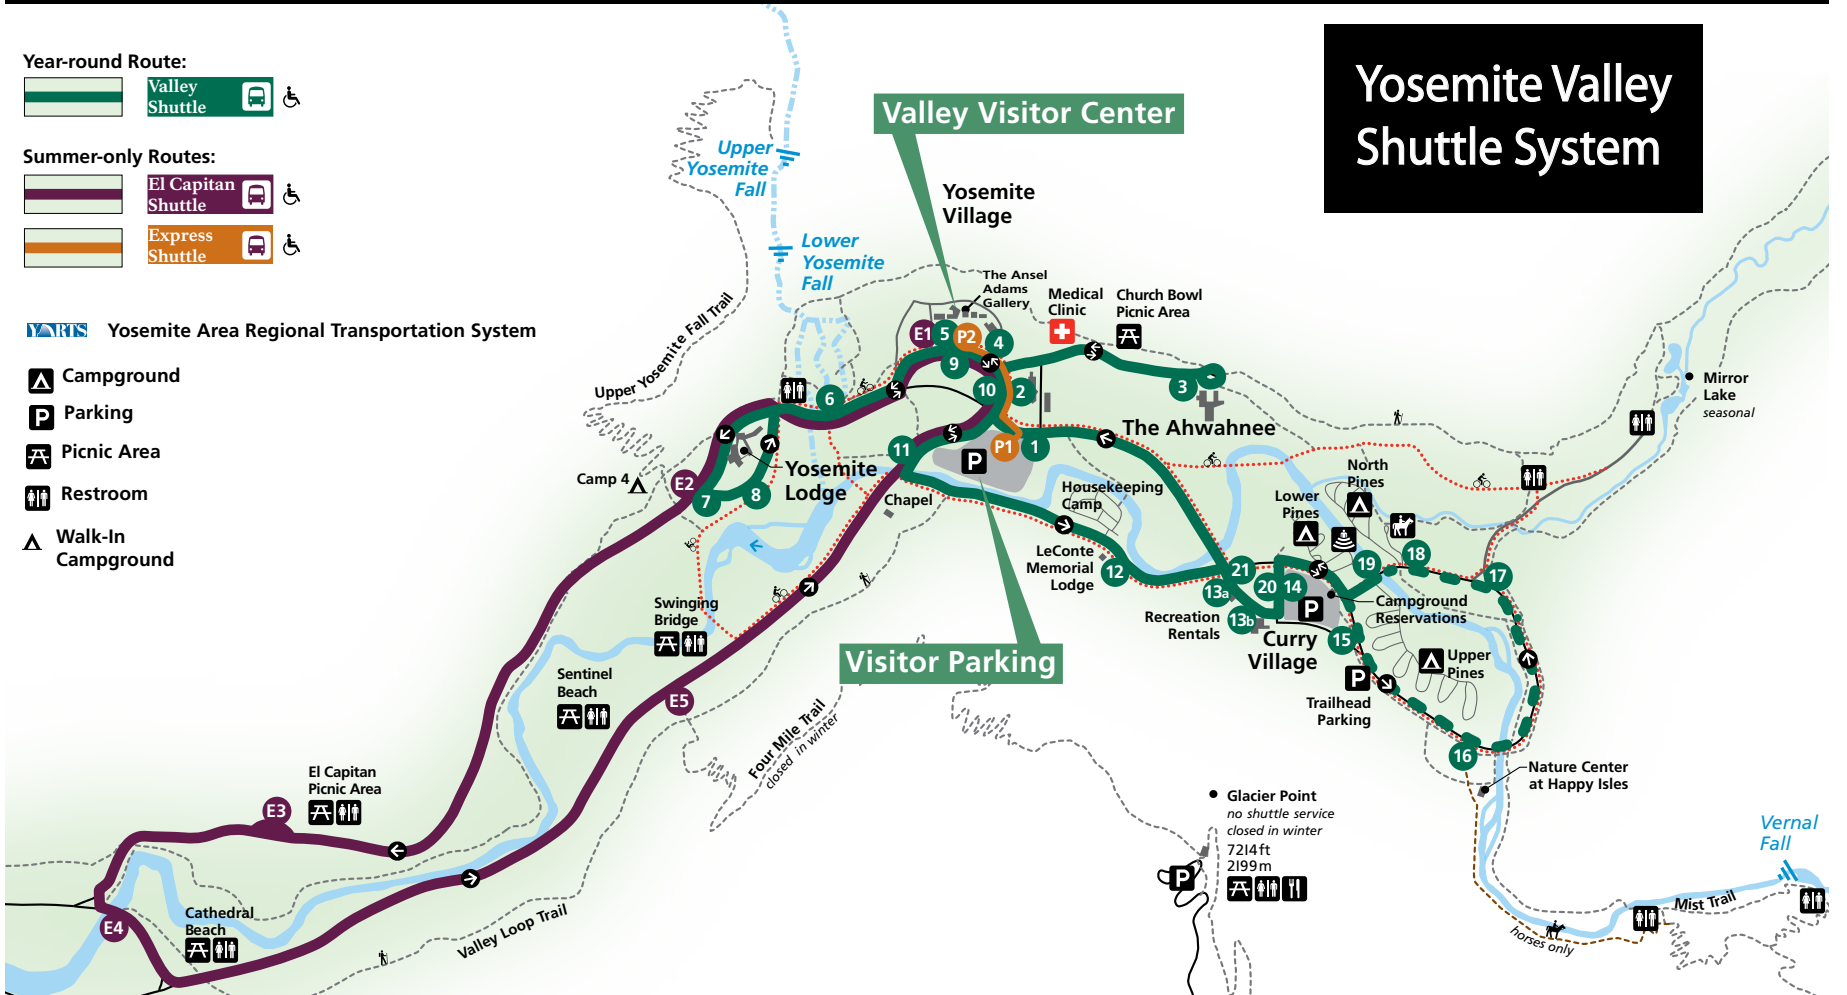 Yosemite Valley
Shuttle System
Year-round Route:
Valley
Shuttle
Summer-only Routes:
El Capitan
Shuttle
Express
Shuttle
YARTS Yosemite Area Regional Transportation System
Campground
Parking
Picnic Area
Restroom
Walk-In
Campground
Valley Visitor Center
Upper
Yosemite
Fall
Yosemite
Village
Lower
Yosemite
Fall
The Ansel
Adams
Gallery
Medical
Clinic
Church Bowl
Picnic Area
Upper Yosemite Fall Trail
E1
5
P2
4
9
10
2
3
6
Mirror
Lake
seasonal
The Ahwahnee
11
P
P1
1
Yosemite
Lodge
Camp 4
E2
7
8
Chapel
Housekeeping
Camp
North
Pines
Lower
Pines
LeConte
Memorial
Lodge
12
21
20
14
13a
13b
19
18
17
P
Campground
Reservations
Recreation
Rentals
Curry
Village
15
Swinging
Bridge
Visitor Parking
Upper
Pines
P
Trailhead
Parking
Sentinel
Beach
E5
Four Mile Trail
closed in winter
16
Nature Center
at Happy Isles
El Capitan
Picnic Area
E3
Glacier Point
no shuttle service
closed in winter
7214ft
2199m
P
Vernal
Fall
Mist Trail
horses only
E4
Cathedral
Beach
Valley Loop Trail